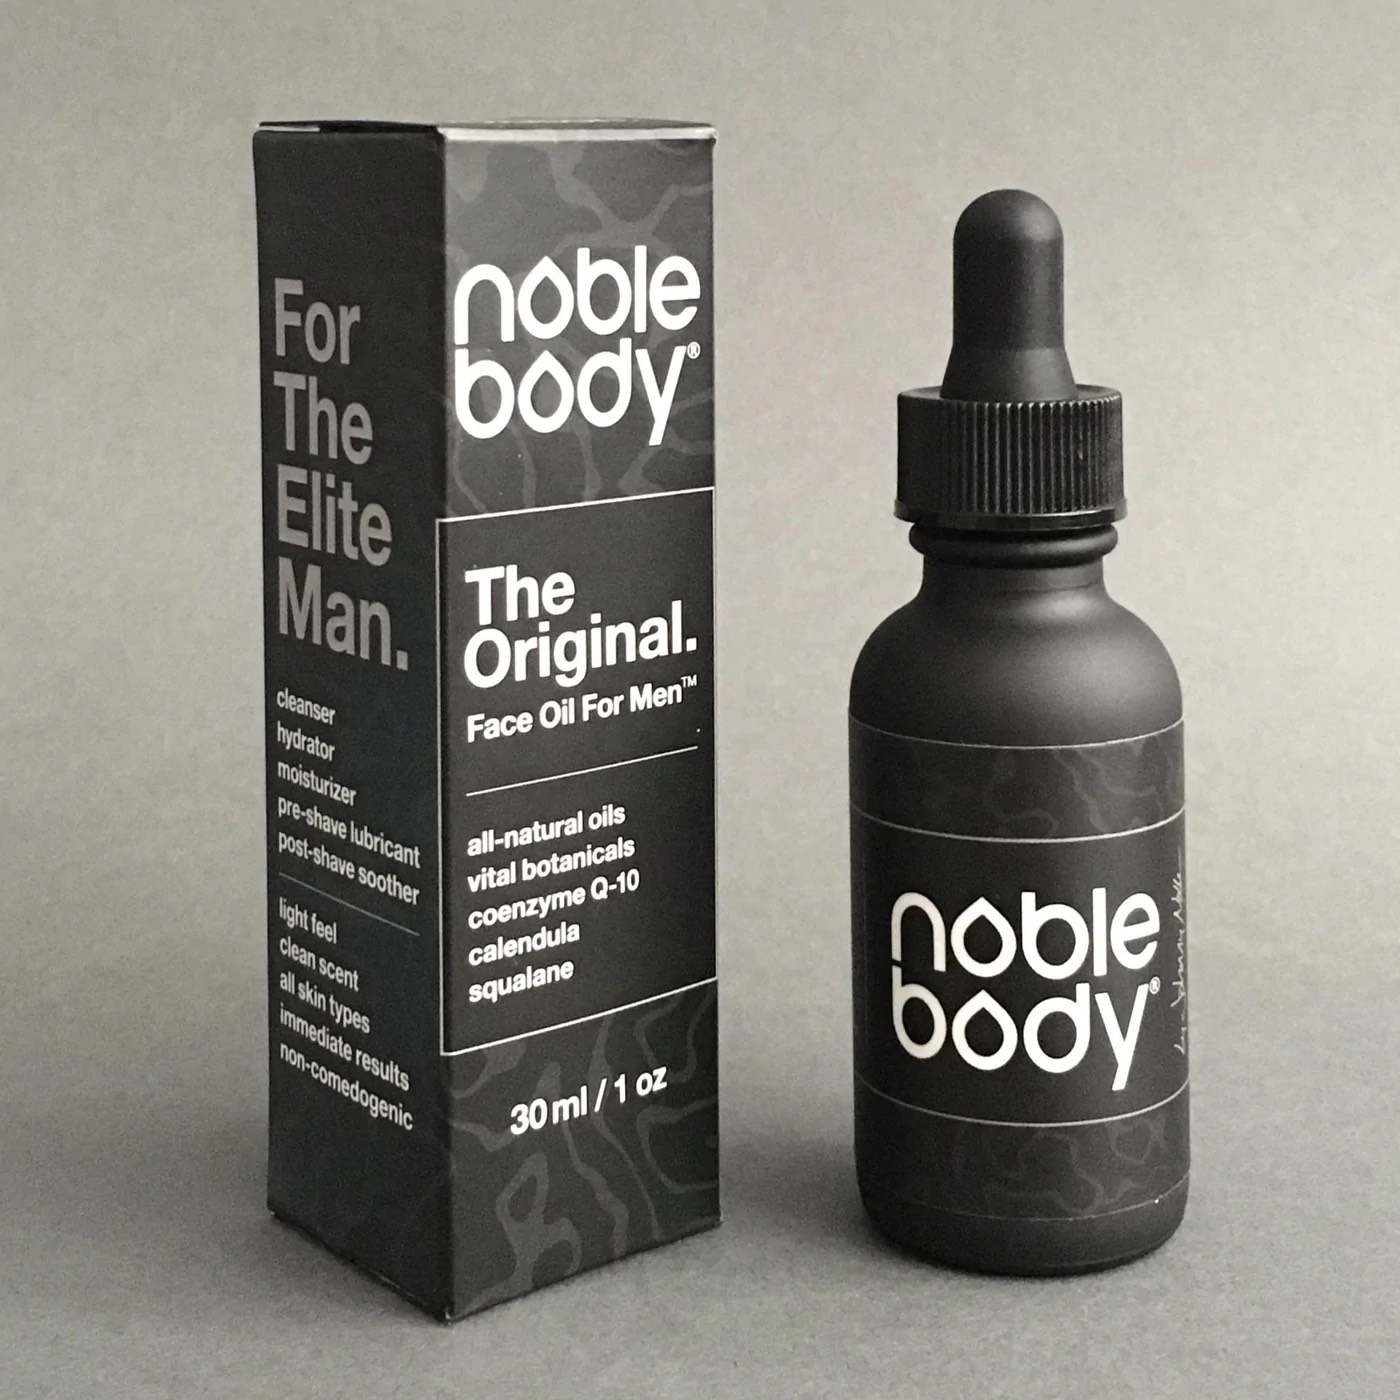 For
The
Elite
Man.
cleanser
hydrator
moisturizer
pre-shave lubricant
post-shave soother
light feel
clean scent
all skin types
immediate results
non-comedogenic
noble
body®
The
Original.
Face Oil For Men™
all-natural oils
vital botanicals
coenzyme Q-10
calendula
squalane
30 ml / 1 oz
noble
body®